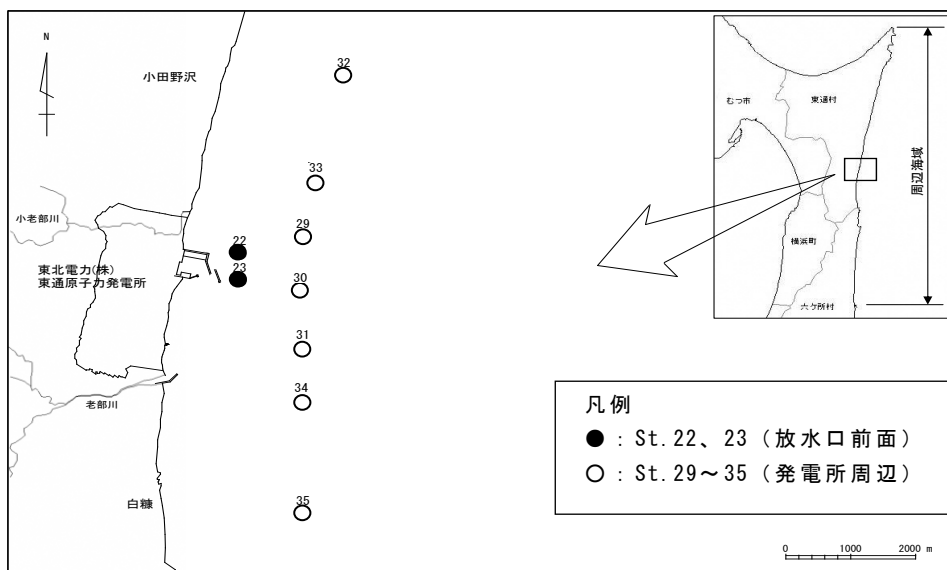 N
小田野沢
32
33
小老部川
29
22
東北電力(株)
東通原子力発電所
23
30
31
34
老部川
35
白糠
むつ市
東通村
周辺海域
横浜町
六ケ所村
凡例
● : St.22、23 (放水口前面)
○ : St.29～35 (発電所周辺)
0 1000 2000 m